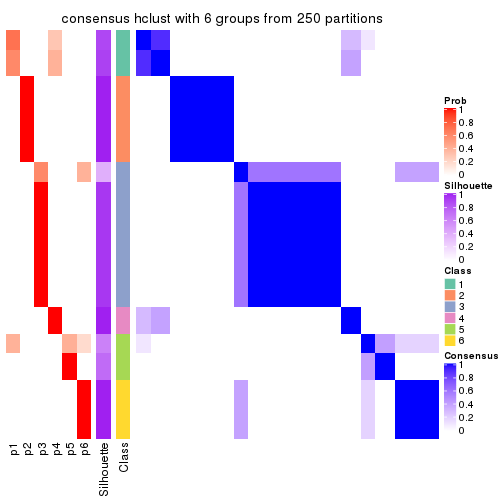 consensus hclust with 6 groups from 250 partitions
Prob
1
0.8
0.6
0.4
0.2
0
Silhouette
1
0.8
0.6
0.4
0.2
0
Class
1
2
3
4
5
6
Consensus
1
0.8
0.6
0.4
0.2
0
p1
p2
p3
p4
p5
p6
Silhouette
Class